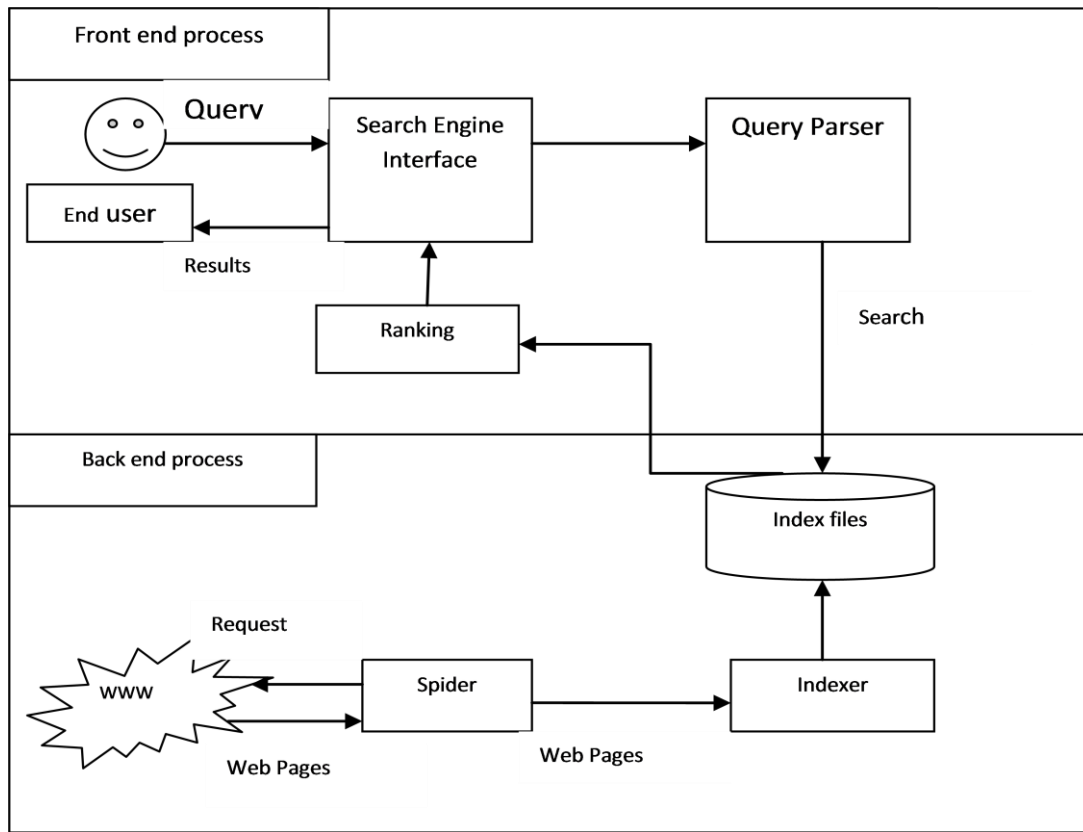 Front end process
Query
Search Engine
Interface
Query Parser
End user
Results
Ranking
Search
Back end process
Index files
Request
WWW
Spider
Indexer
Web Pages
Web Pages